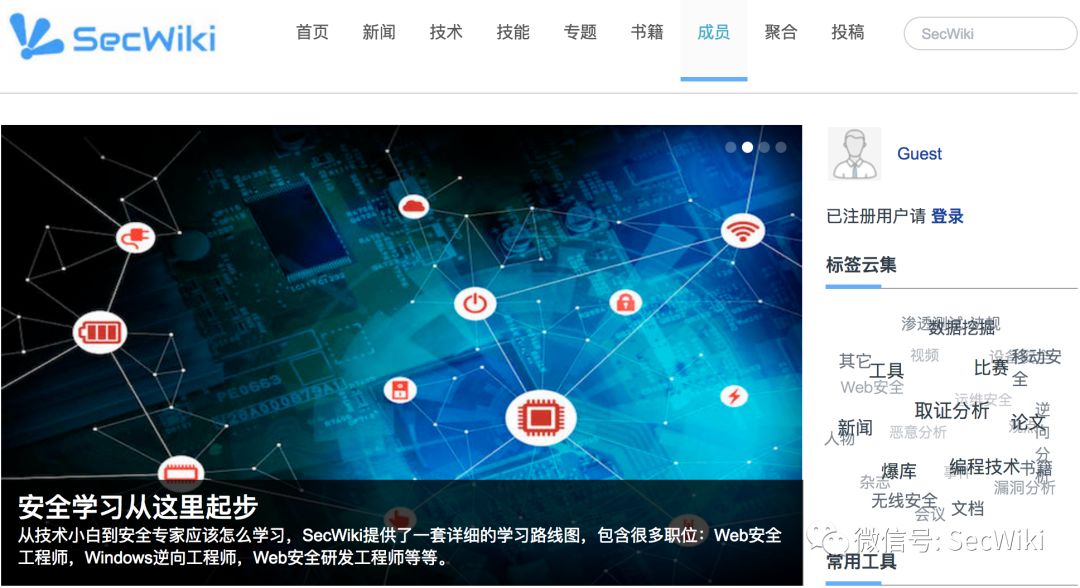 SecWiki
首页 新闻 技术 技能 专题 书籍 成员 聚合 投稿
SecWiki
Guest
已注册用户请 登录
标签云集
渗透测试 法规
数据挖掘
视频
移动安全
其它
工具
比赛
Web安全
运维安全
取证分析
论文
逆向分析
新闻
恶意分析
人物
爆库
编程技术
书籍
杂志
漏洞分析
无线安全
会议
文档
PE0663
安全学习从这里起步
从技术小白到安全专家应该怎么学习，SecWiki提供了一套详细的学习路线图，包含很多职位：Web安全
工程师，Windows逆向工程师，Web安全研发工程师等等。
微信号: SecWiki
常用工具